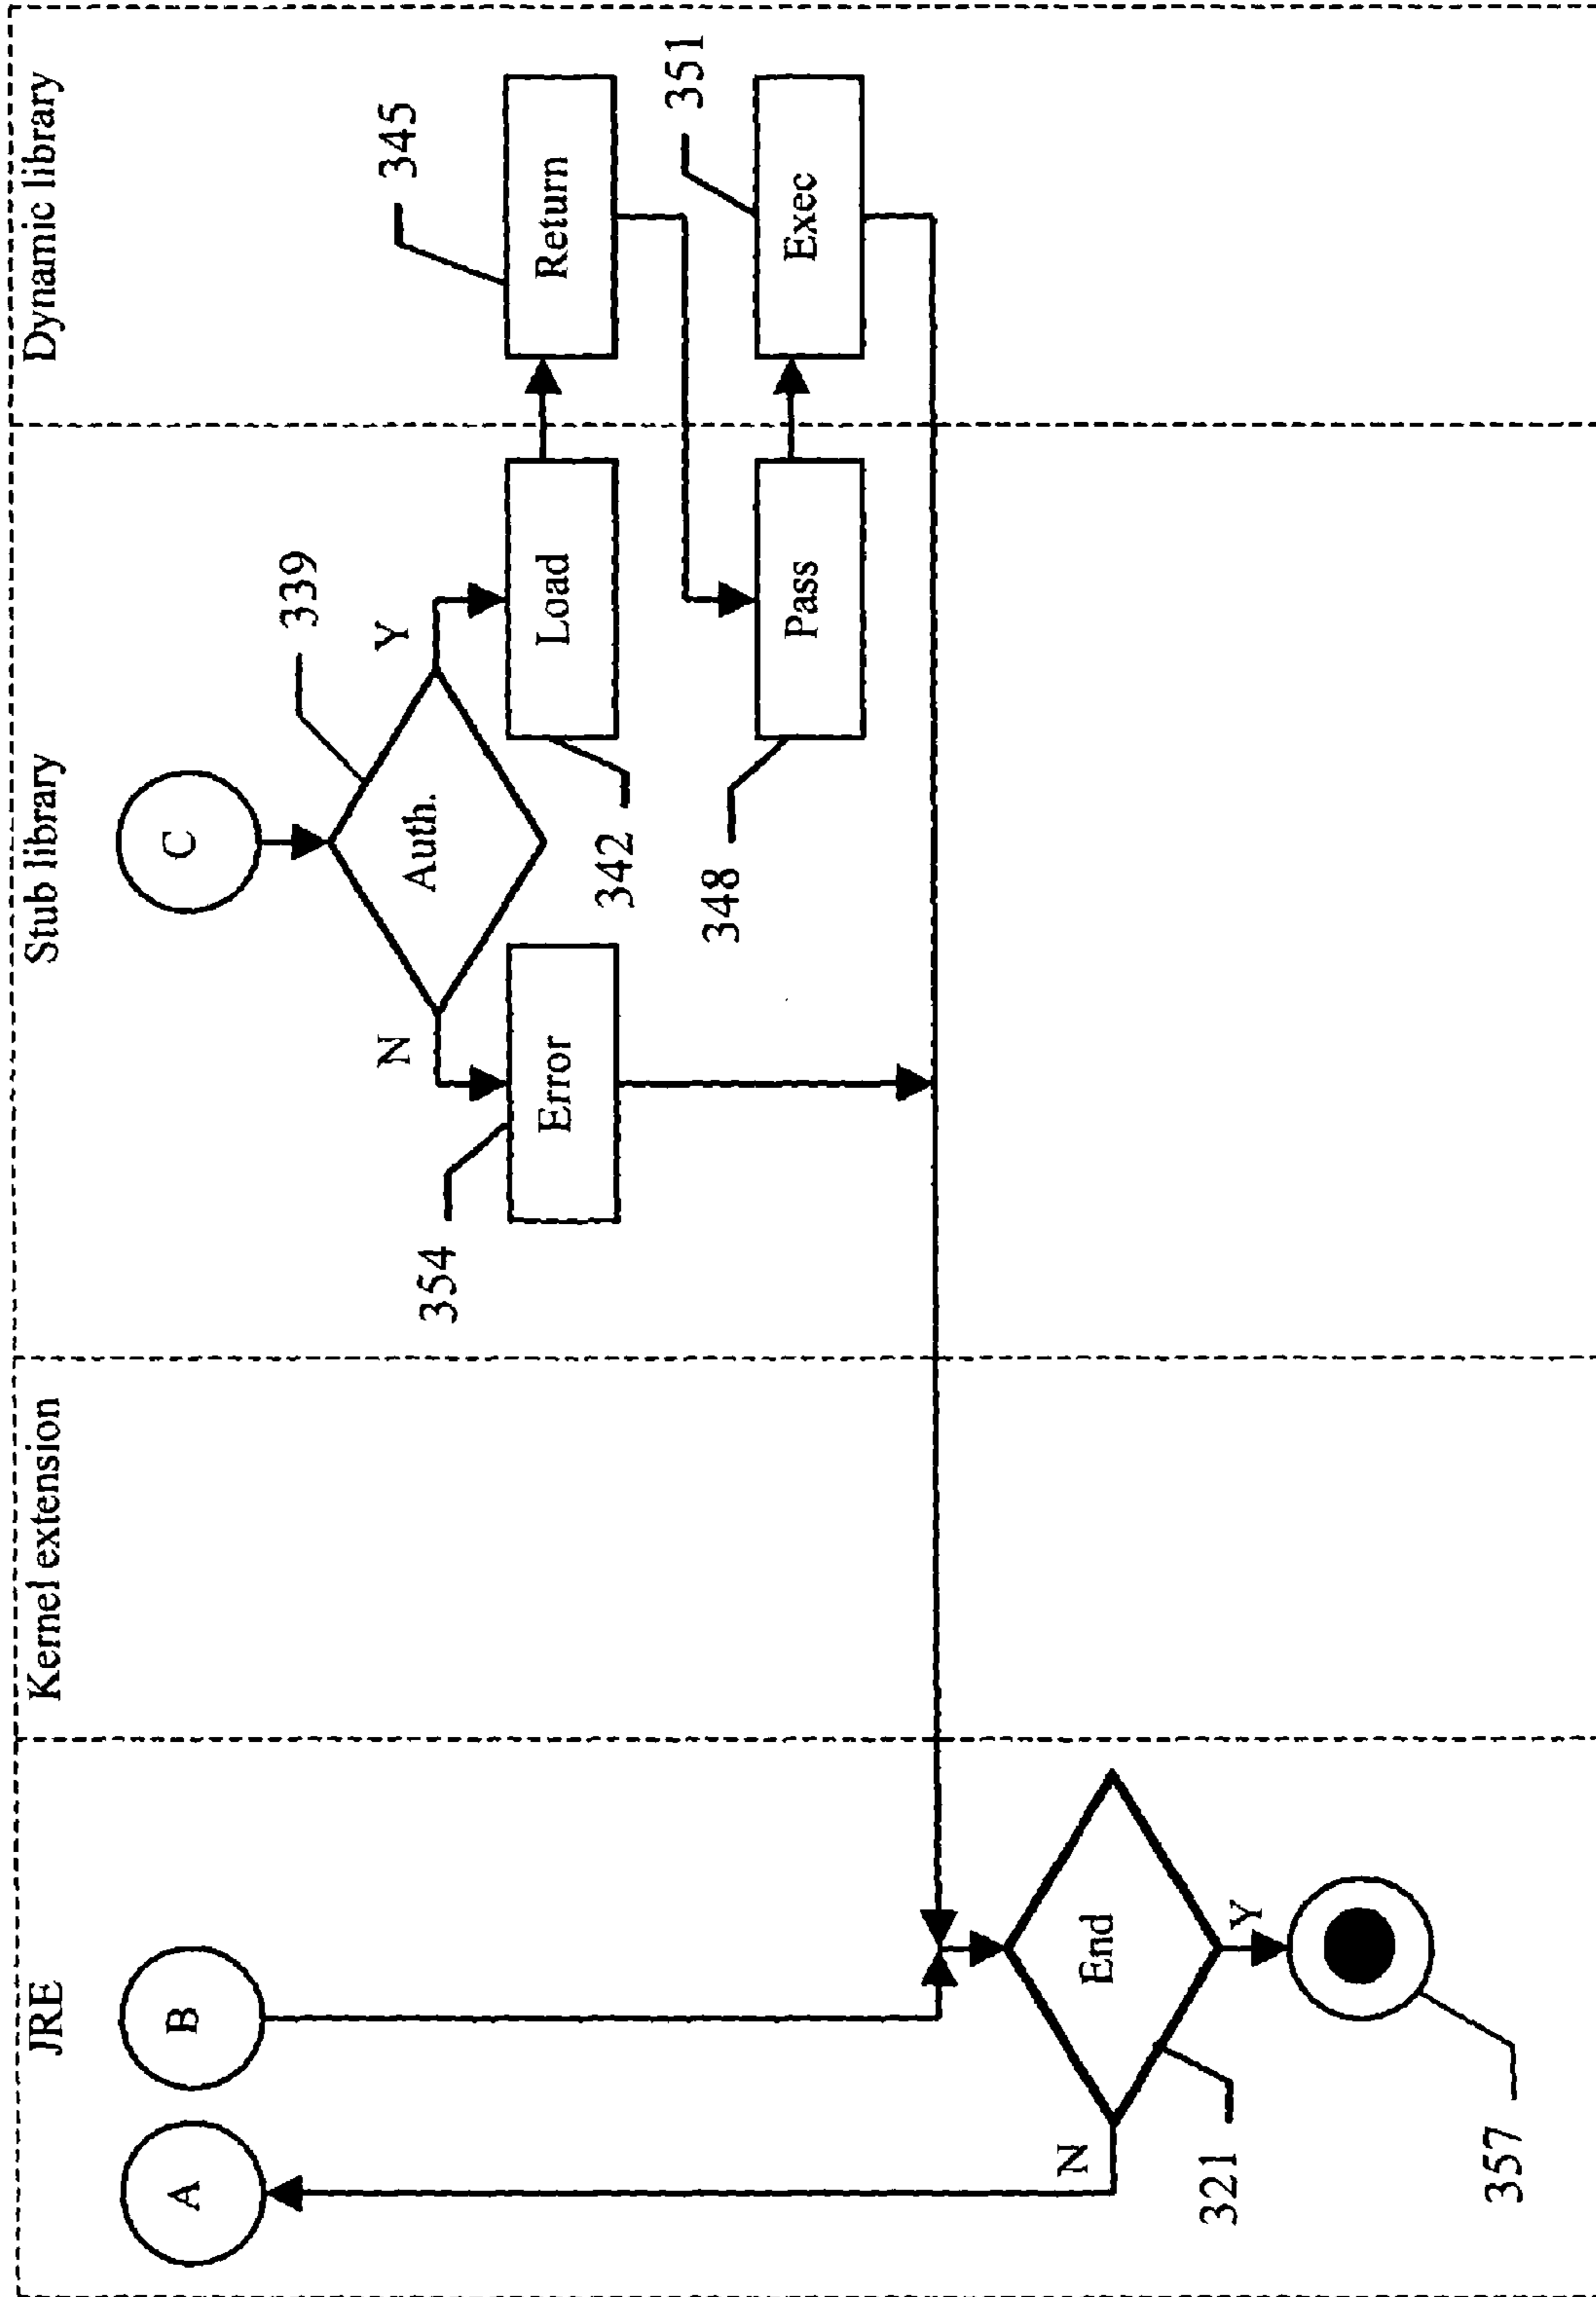 JRE
Kernel extension
Stub library
Dynamic library
A
B
C
339
Auth.
N
Y
354
Error
Load
342
345
Return
348
Pass
351
Exec
N
End
321
Y
357